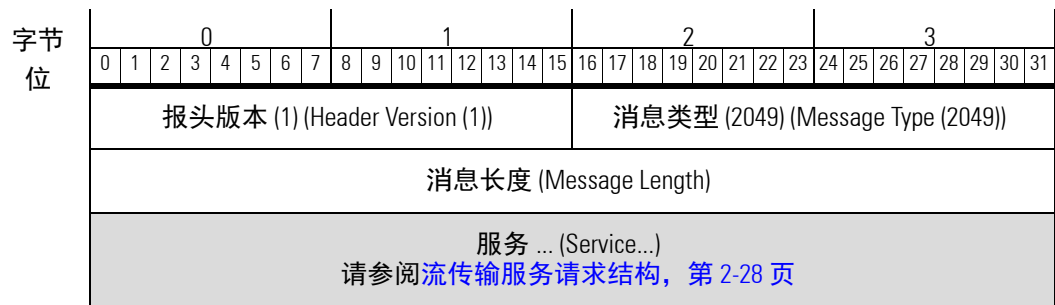 字节 0 1 2 3
位 0 1 2 3 4 5 6 7 8 9 10 11 12 13 14 15 16 17 18 19 20 21 22 23 24 25 26 27 28 29 30 31
报头版本 (1) (Header Version (1)) 消息类型 (2049) (Message Type (2049))
消息长度 (Message Length)
服务 ... (Service...)
请参阅流传输服务请求结构，第 2-28 页